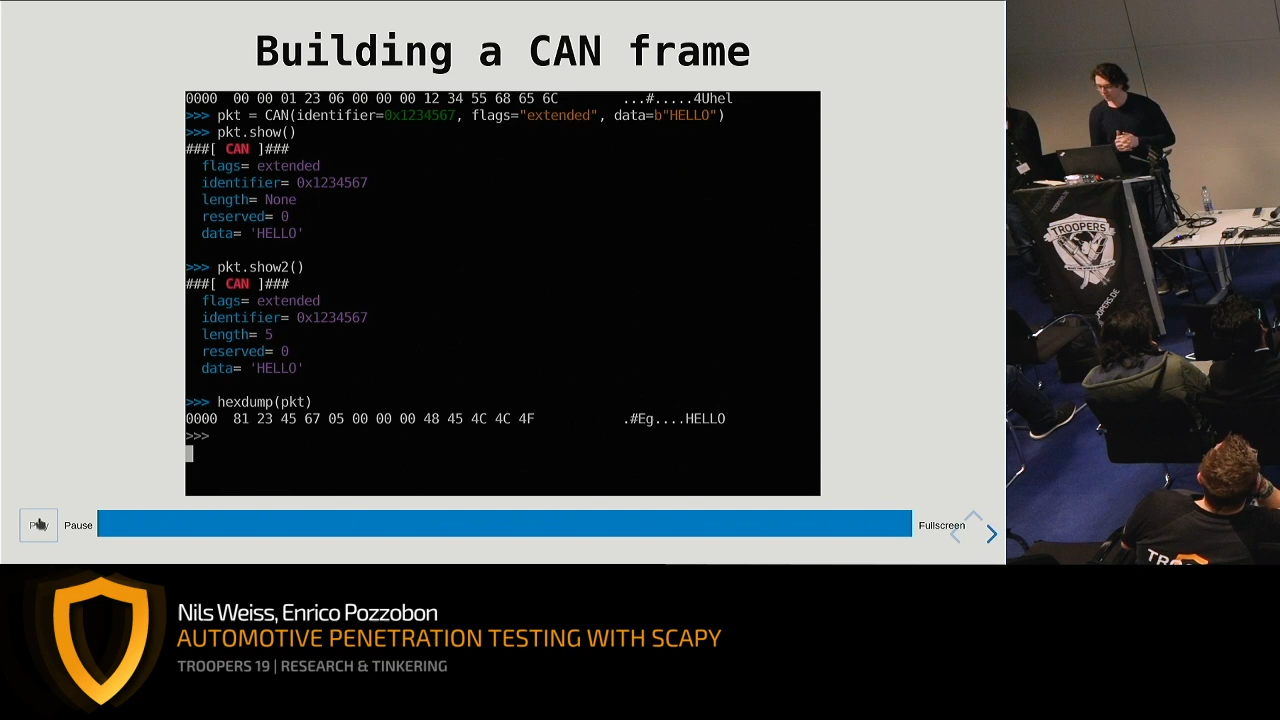 Building a CAN frame
0000  00 00 01 23 06 00 00 00 12 34 55 68 65 6C  ...#.....4Uhel
>>> pkt = CAN(identifier=0x1234567, flags="extended", data=b"HELLO")
>>> pkt.show()
###[ CAN ]###
flags= extended
identifier= 0x1234567
length= None
reserved= 0
data= 'HELLO'
>>> pkt.show2()
###[ CAN ]###
flags= extended
identifier= 0x1234567
length= 5
reserved= 0
data= 'HELLO'
>>> hexdump(pkt)
0000  81 23 45 67 05 00 00 00 48 45 4C 4C 4F  .#Eg....HELLO
>>>
Pause
Fullscreen
TROOPERS
Nils Weiss, Enrico Pozzobon
AUTOMOTIVE PENETRATION TESTING WITH SCAPY
TROOPERS 19 | RESEARCH & TINKERING